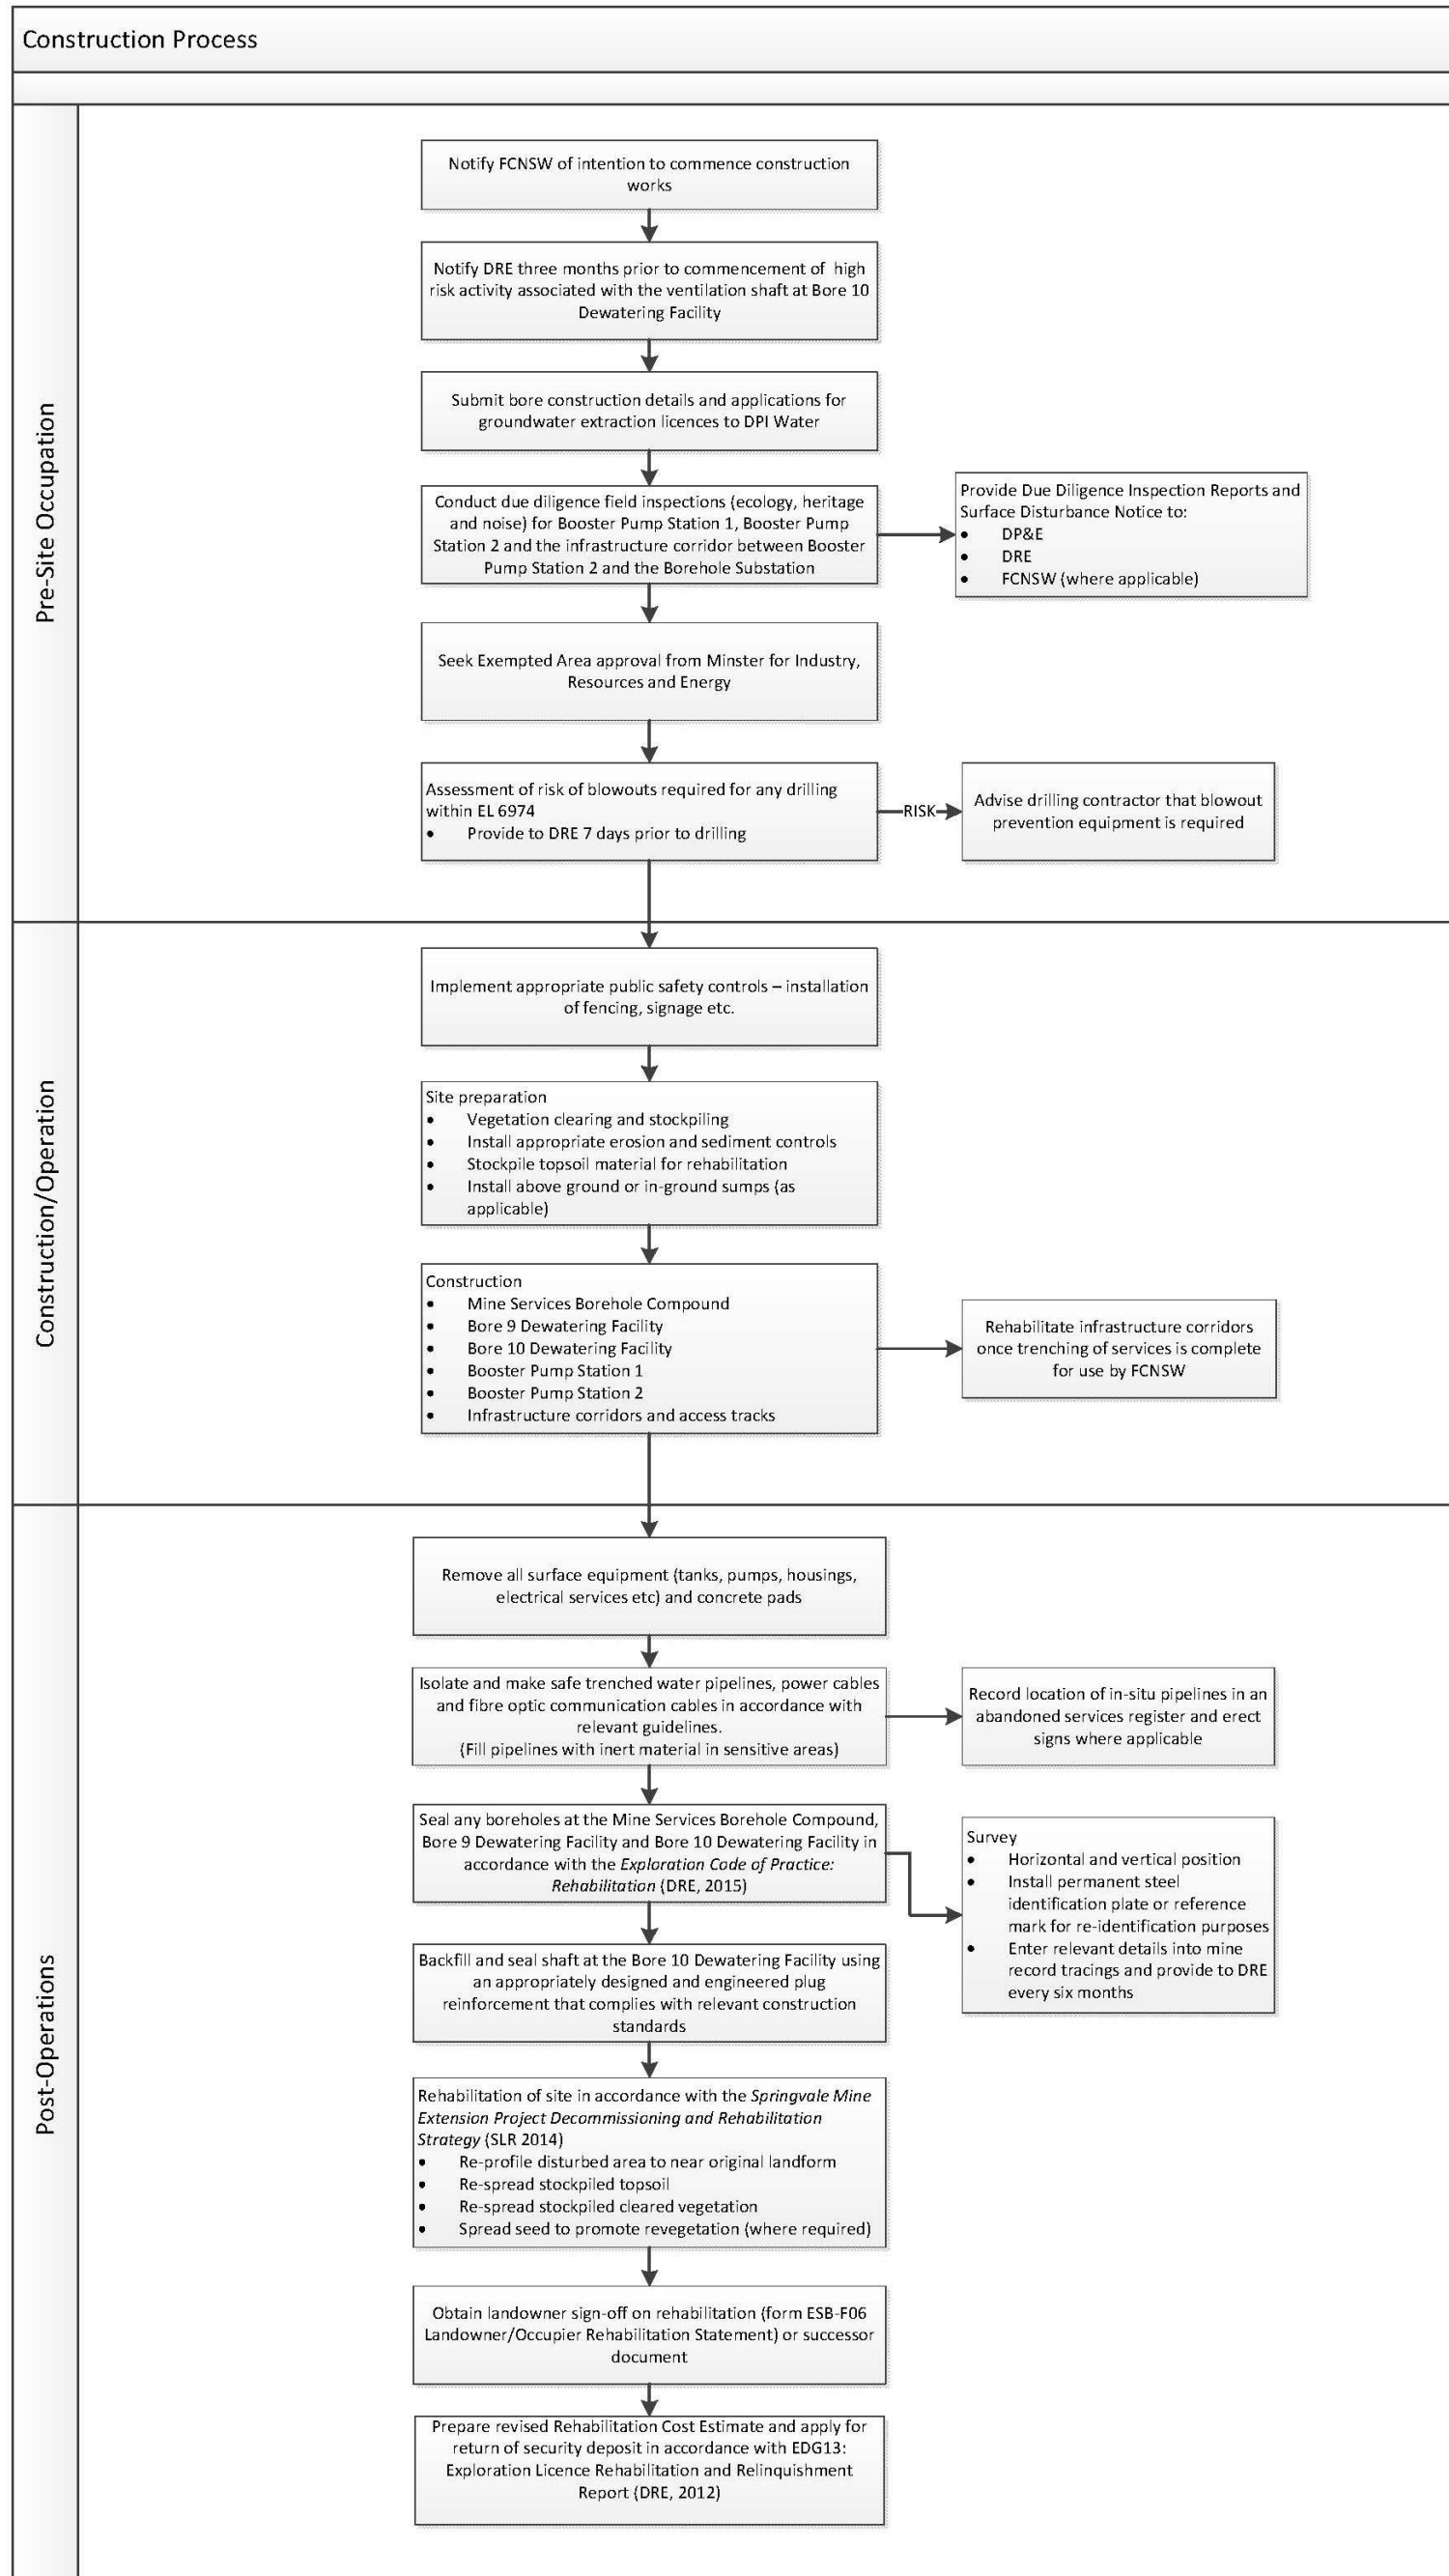 Construction Process
Pre-Site Occupation
Notify FCNSW of intention to commence construction
works
Notify DRE three months prior to commencement of high
risk activity associated with the ventilation shaft at Bore 10
Dewatering Facility
Submit bore construction details and applications for
groundwater extraction licences to DPI Water
Conduct due diligence field inspections (ecology, heritage
and noise) for Booster Pump Station 1, Booster Pump
Station 2 and the infrastructure corridor between Booster
Pump Station 2 and the Borehole Substation
Provide Due Diligence Inspection Reports and
Surface Disturbance Notice to:
• DP&E
• DRE
• FCNSW (where applicable)
Seek Exempted Area approval from Minster for Industry,
Resources and Energy
Assessment of risk of blowouts required for any drilling
within EL 6974
• Provide to DRE 7 days prior to drilling
RISK
Advise drilling contractor that blowout
prevention equipment is required
Construction/Operation
Implement appropriate public safety controls – installation
of fencing, signage etc.
Site preparation
• Vegetation clearing and stockpiling
• Install appropriate erosion and sediment controls
• Stockpile topsoil material for rehabilitation
• Install above ground or in-ground sumps (as
applicable)
Construction
• Mine Services Borehole Compound
• Bore 9 Dewatering Facility
• Bore 10 Dewatering Facility
• Booster Pump Station 1
• Booster Pump Station 2
• Infrastructure corridors and access tracks
Rehabilitate infrastructure corridors
once trenching of services is complete
for use by FCNSW
Post-Operations
Remove all surface equipment (tanks, pumps, housings,
electrical services etc) and concrete pads
Isolate and make safe trenched water pipelines, power cables
and fibre optic communication cables in accordance with
relevant guidelines.
(Fill pipelines with inert material in sensitive areas)
Record location of in-situ pipelines in an
abandoned services register and erect
signs where applicable
Seal any boreholes at the Mine Services Borehole Compound,
Bore 9 Dewatering Facility and Bore 10 Dewatering Facility in
accordance with the Exploration Code of Practice:
Rehabilitation (DRE, 2015)
Survey
• Horizontal and vertical position
• Install permanent steel
identification plate or reference
mark for re-identification purposes
• Enter relevant details into mine
record tracings and provide to DRE
every six months
Backfill and seal shaft at the Bore 10 Dewatering Facility using
an appropriately designed and engineered plug
reinforcement that complies with relevant construction
standards
Rehabilitation of site in accordance with the Springvale Mine
Extension Project Decommissioning and Rehabilitation
Strategy (SLR 2014)
• Re-profile disturbed area to near original landform
• Re-spread stockpiled topsoil
• Re-spread stockpiled cleared vegetation
• Spread seed to promote revegetation (where required)
Obtain landowner sign-off on rehabilitation (form ESB-F06
Landowner/Occupier Rehabilitation Statement) or successor
document
Prepare revised Rehabilitation Cost Estimate and apply for
return of security deposit in accordance with EDG13:
Exploration Licence Rehabilitation and Relinquishment
Report (DRE, 2012)